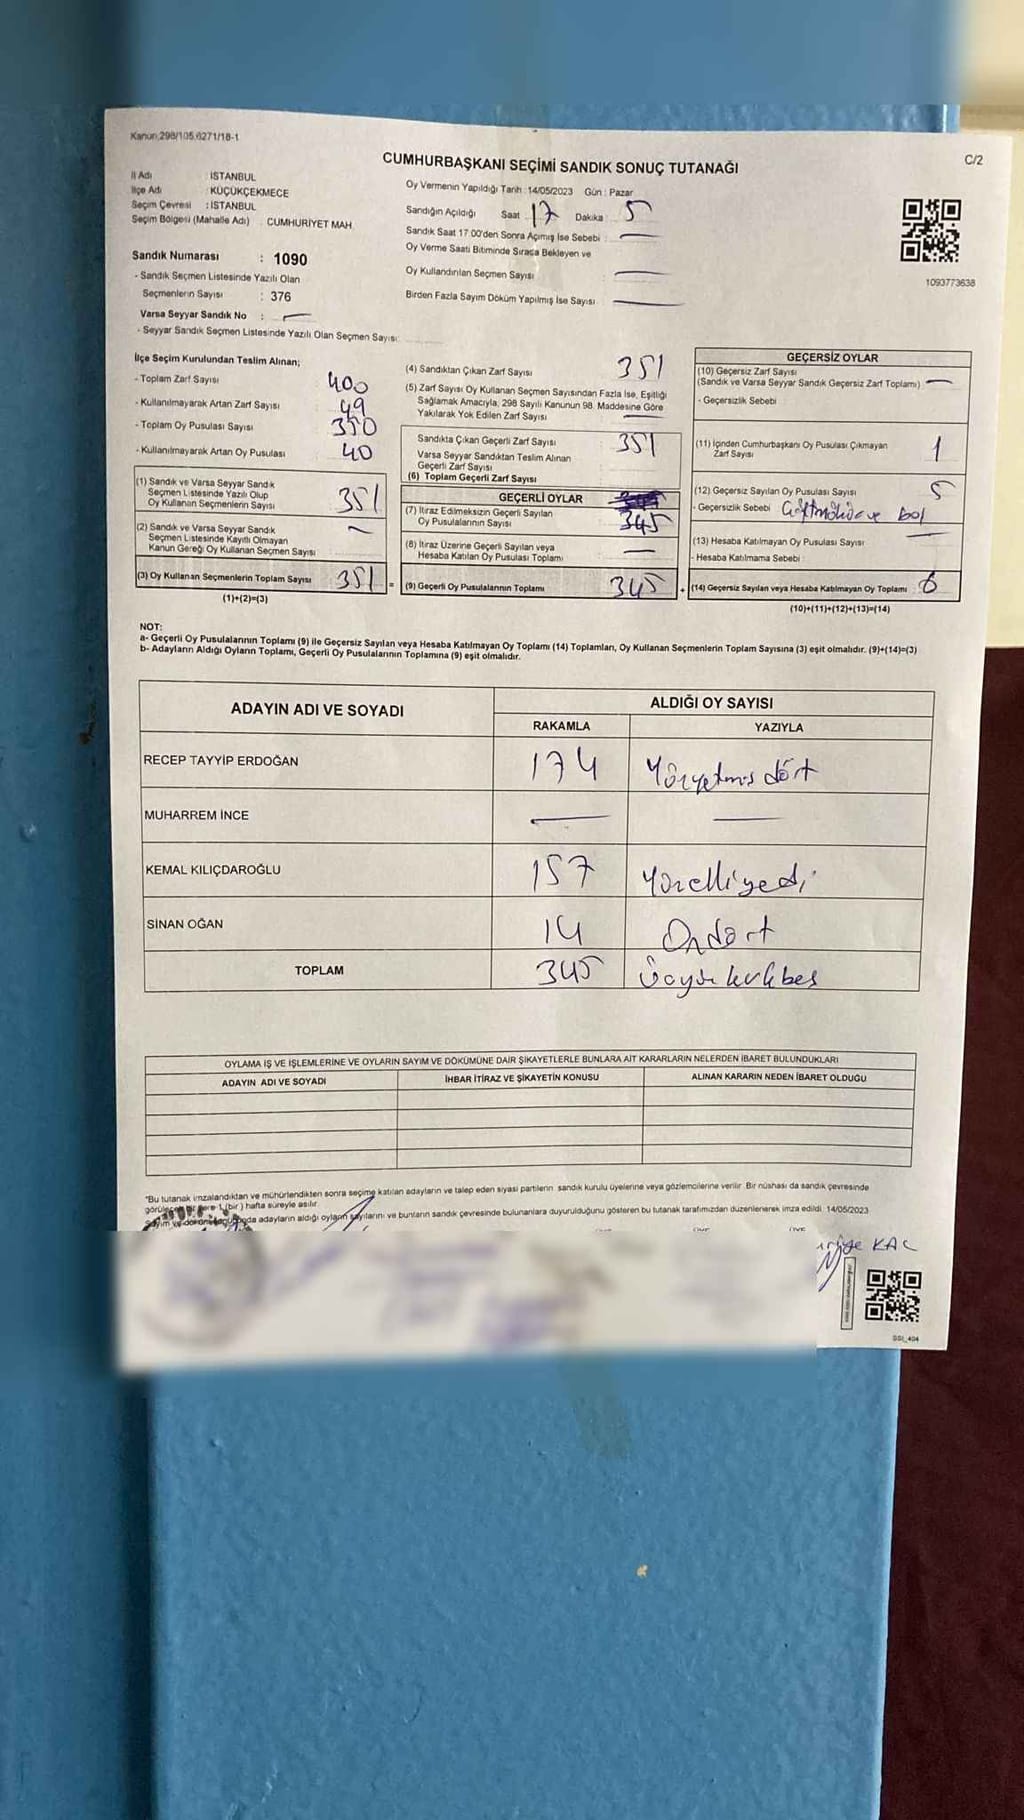 Kanun 298/105,6271/18-1
C/2
CUMHURBAŞKANI SEÇİMİ SANDIK SONUÇ TUTANAĞI
İl Adı : İSTANBUL
İlçe Adı : KÜÇÜKÇEKMECE
Seçim Çevresi : İSTANBUL
Seçim Bölgesi (Mahalle Adı) CUMHURİYET MAH.
Oy Vermenin Yapıldığı Tarih : 14/05/2023 Gün : Pazar
Sandığın Açıldığı Saat 17 Dakika 5
Sandık Saat 17.00'den Sonra Açımış İse Sebebi : —
Oy Verme Saati Bitiminde Sıraca Bekleyen ve
Oy Kullandırılan Seçmen Sayısı —
Birden Fazla Sayım Döküm Yapılmış İse Sayısı —
1093773638
Sandık Numarası : 1090
- Sandık Seçmen Listesinde Yazılı Olan
Seçmenlerin Sayısı : 376
Varsa Seyyar Sandık No : —
- Seyyar Sandık Seçmen Listesinde Yazılı Olan Seçmen Sayısı:
İlçe Seçim Kurulundan Teslim Alınan;
- Toplam Zarf Sayısı 400
- Kullanılmayarak Artan Zarf Sayısı 49
- Toplam Oy Pusulası Sayısı
- Kullanılmayarak Artan Oy Pusulası 40
(1) Sandık ve Varsa Seyyar Sandık
Seçmen Listesinde Yazılı Olup
Oy Kullanan Seçmenlerin Sayısı 351
(2) Sandık ve Varsa Seyyar Sandık
Seçmen Listesinde Kayıtlı Olmayan
Kanun Gereği Oy Kullanan Seçmen Sayısı —
(3) Oy Kullanan Seçmenlerin Toplam Sayısı 351 =
(1)+(2)=(3)
(4) Sandıktan Çıkan Zarf Sayısı 351
(5) Zarf Sayısı Oy Kullanan Seçmen Sayısından Fazla İse, Eşitliği
Sağlamak Amacıyla, 298 Sayılı Kanunun 98. Maddesine Göre
Yakılarak Yok Edilen Zarf Sayısı —
Sandıkta Çıkan Geçerli Zarf Sayısı 351
Varsa Seyyar Sandıktan Teslim Alınan
Geçerli Zarf Sayısı
(6) Toplam Geçerli Zarf Sayısı
GEÇERLİ OYLAR
(7) İtiraz Edilmeksizin Geçerli Sayılan
Oy Pusulalarının Sayısı 345
(8) İtiraz Üzerine Geçerli Sayılan veya
Hesaba Katılan Oy Pusulası Toplamı —
(9) Geçerli Oy Pusulalarının Toplamı 345 +
GEÇERSİZ OYLAR
(10) Geçersiz Zarf Sayısı
(Sandık ve Varsa Seyyar Sandık Geçersiz Zarf Toplamı) —
- Geçersizlik Sebebi
(11) İçinden Cumhurbaşkanı Oy Pusulası Çıkmayan
Zarf Sayısı 1
(12) Geçersiz Sayılan Oy Pusulası Sayısı 5
- Geçersizlik Sebebi
(13) Hesaba Katılmayan Oy Pusulası Sayısı —
- Hesaba Katılmama Sebebi :
(14) Geçersiz Sayılan veya Hesaba Katılmayan Oy Toplamı : 6
(10)+(11)+(12)+(13)=(14)
NOT:
a- Geçerli Oy Pusulalarının Toplamı (9) ile Geçersiz Sayılan veya Hesaba Katılmayan Oy Toplamı (14) Toplamları, Oy Kullanan Seçmenlerin Toplam Sayısına (3) eşit olmalıdır. (9)+(14)=(3)
b- Adayların Aldığı Oyların Toplamı, Geçerli Oy Pusulalarının Toplamına (9) eşit olmalıdır.
ADAYIN ADI VE SOYADI
ALDIĞI OY SAYISI
RAKAMLA YAZIYLA
RECEP TAYYİP ERDOĞAN 174 Yüzyetmiş dört
MUHARREM İNCE — —
KEMAL KILIÇDAROĞLU 157 Yüzelliyedi
SİNAN OĞAN 14 Ondört
TOPLAM 345 Üçyüz kırkbeş
OYLAMA İŞ VE İŞLEMLERİNE VE OYLARIN SAYIM VE DÖKÜMÜNE DAİR ŞİKAYETLERLE BUNLARA AİT KARARLARIN NELERDEN İBARET BULUNDUKLARI
ADAYIN ADI VE SOYADI İHBAR İTİRAZ VE ŞİKAYETİN KONUSU ALINAN KARARIN NEDEN İBARET OLDUĞU
"Bu tutanak imzalandıktan ve mühürlendikten sonra seçime katılan adayların ve talep eden siyasi partilerin sandık kurulu üyelerine veya gözlemcilerine verilir. Bir nüshası da sandık çevresinde
görülecek bir yere 1 (bir) hafta süreyle asılır.
adayların aldığı oyların sayılarını ve bunların sandık çevresinde bulunanlara duyurulduğunu gösteren bu tutanak tarafımızdan düzenlenerek imza edildi. 14/05/2023
KAÇ
SSI_404